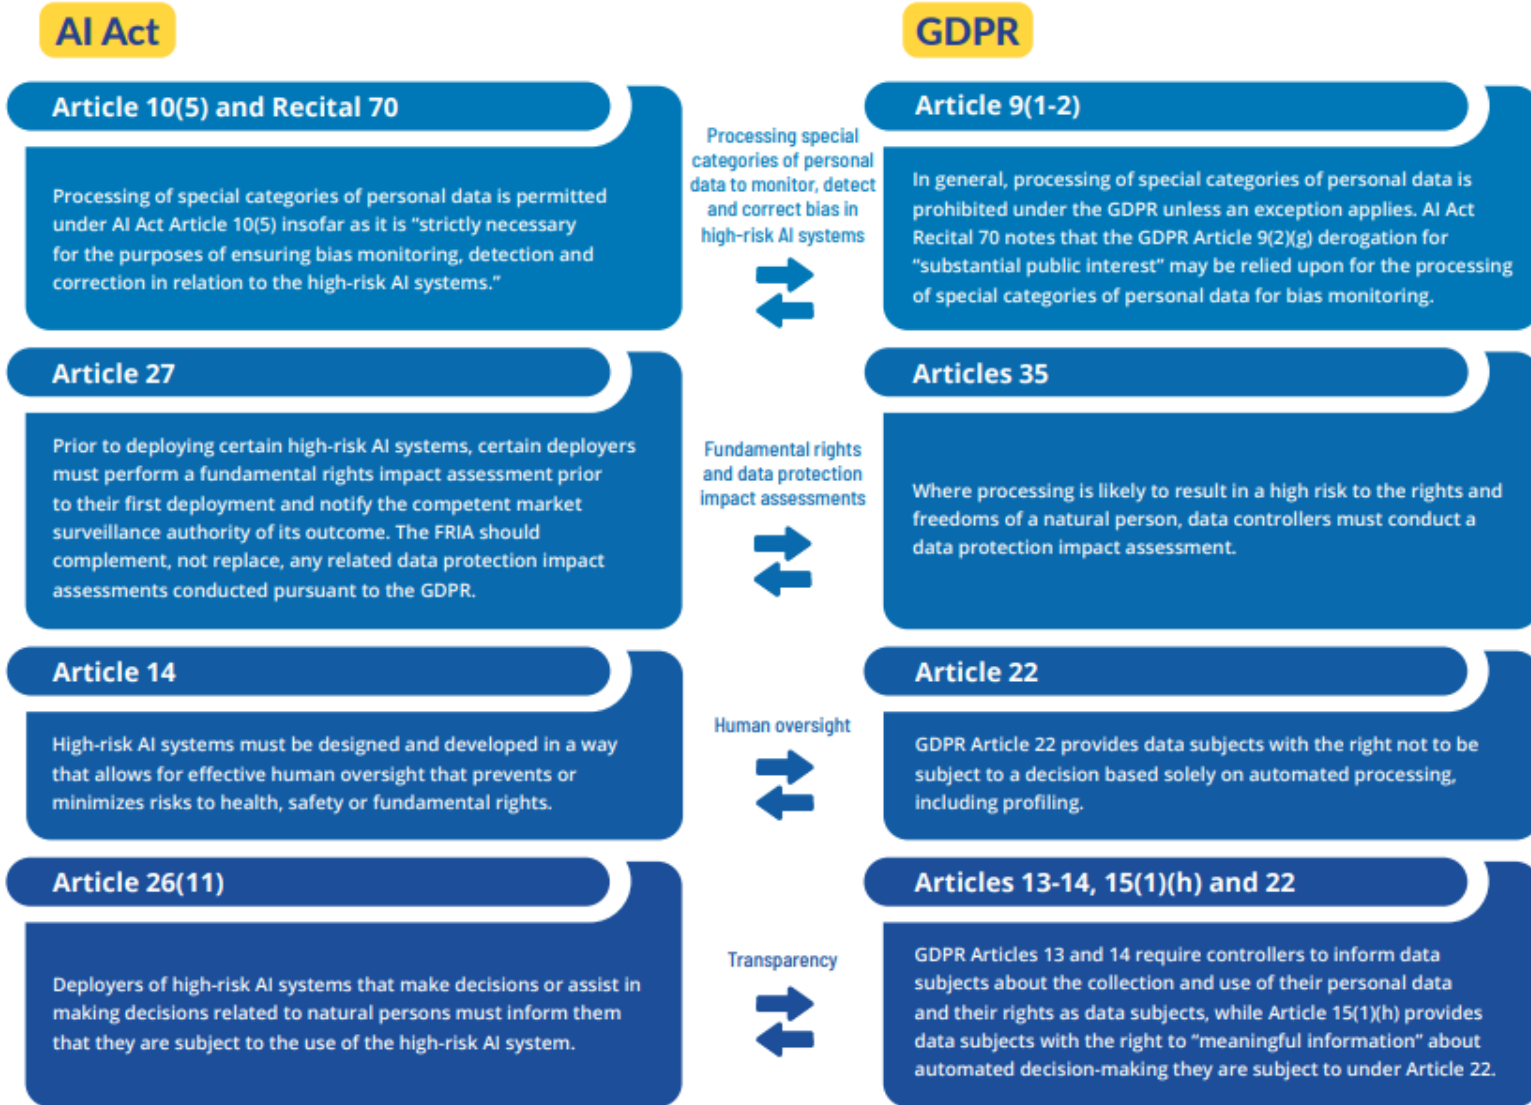 AI Act
GDPR
Article 10(5) and Recital 70
Processing of special categories of personal data is permitted
under AI Act Article 10(5) insofar as it is “strictly necessary
for the purposes of ensuring bias monitoring, detection and
correction in relation to the high-risk AI systems.”
Processing special
categories of personal
data to monitor, detect
and correct bias in
high-risk AI systems
Article 9(1-2)
In general, processing of special categories of personal data is
prohibited under the GDPR unless an exception applies. AI Act
Recital 70 notes that the GDPR Article 9(2)(g) derogation for
“substantial public interest” may be relied upon for the processing
of special categories of personal data for bias monitoring.
Article 27
Prior to deploying certain high-risk AI systems, certain deployers
must perform a fundamental rights impact assessment prior
to their first deployment and notify the competent market
surveillance authority of its outcome. The FRIA should
complement, not replace, any related data protection impact
assessments conducted pursuant to the GDPR.
Fundamental rights
and data protection
impact assessments
Articles 35
Where processing is likely to result in a high risk to the rights and
freedoms of a natural person, data controllers must conduct a
data protection impact assessment.
Article 14
High-risk AI systems must be designed and developed in a way
that allows for effective human oversight that prevents or
minimizes risks to health, safety or fundamental rights.
Human oversight
Article 22
GDPR Article 22 provides data subjects with the right not to be
subject to a decision based solely on automated processing,
including profiling.
Article 26(11)
Deployers of high-risk AI systems that make decisions or assist in
making decisions related to natural persons must inform them
that they are subject to the use of the high-risk AI system.
Transparency
Articles 13-14, 15(1)(h) and 22
GDPR Articles 13 and 14 require controllers to inform data
subjects about the collection and use of their personal data
and their rights as data subjects, while Article 15(1)(h) provides
data subjects with the right to “meaningful information” about
automated decision-making they are subject to under Article 22.